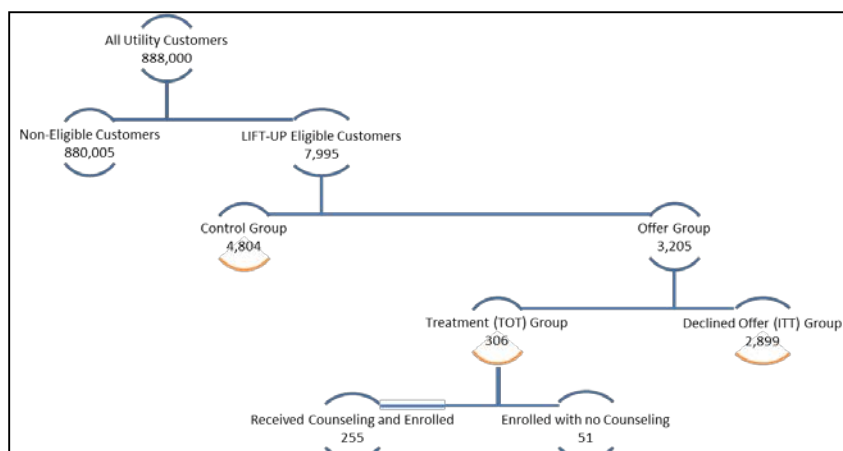 All Utility Customers
888,000
Non-Eligible Customers
880,005
LIFT-UP Eligible Customers
7,995
Control Group
4,804
Offer Group
3,205
Treatment (TOT) Group
306
Declined Offer (ITT) Group
2,899
Received Counseling and Enrolled
255
Enrolled with no Counseling
51